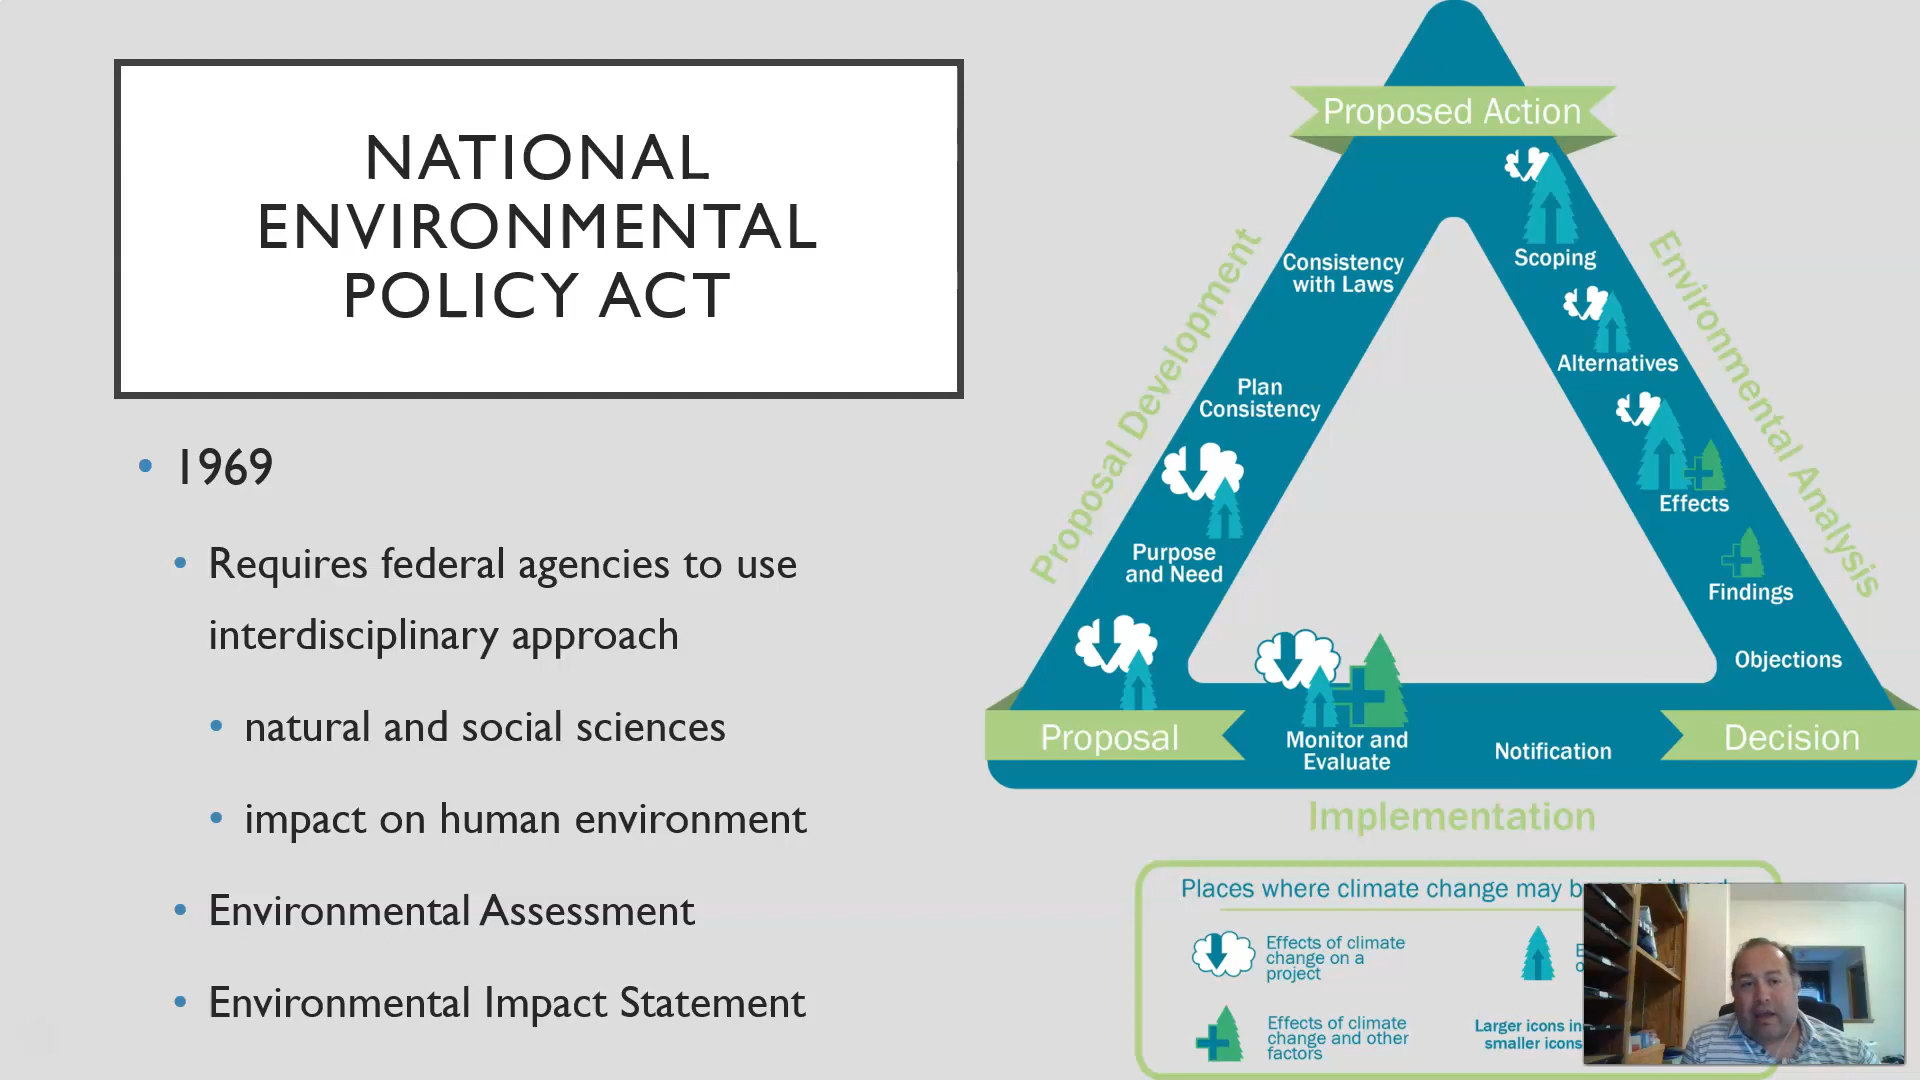 NATIONAL
ENVIRONMENTAL
POLICY ACT
• 1969
• Requires federal agencies to use
interdisciplinary approach
• natural and social sciences
• impact on human environment
• Environmental Assessment
• Environmental Impact Statement
Proposed Action
Proposal Development
Consistency
with Laws
Plan
Consistency
Purpose
and Need
Proposal
Environmental Analysis
Scoping
Alternatives
Effects
Findings
Objections
Decision
Monitor and
Evaluate
Notification
Implementation
Places where climate change may
Effects of climate
change on a
project
Effects of climate
change and other
factors
Larger icons
smaller icons